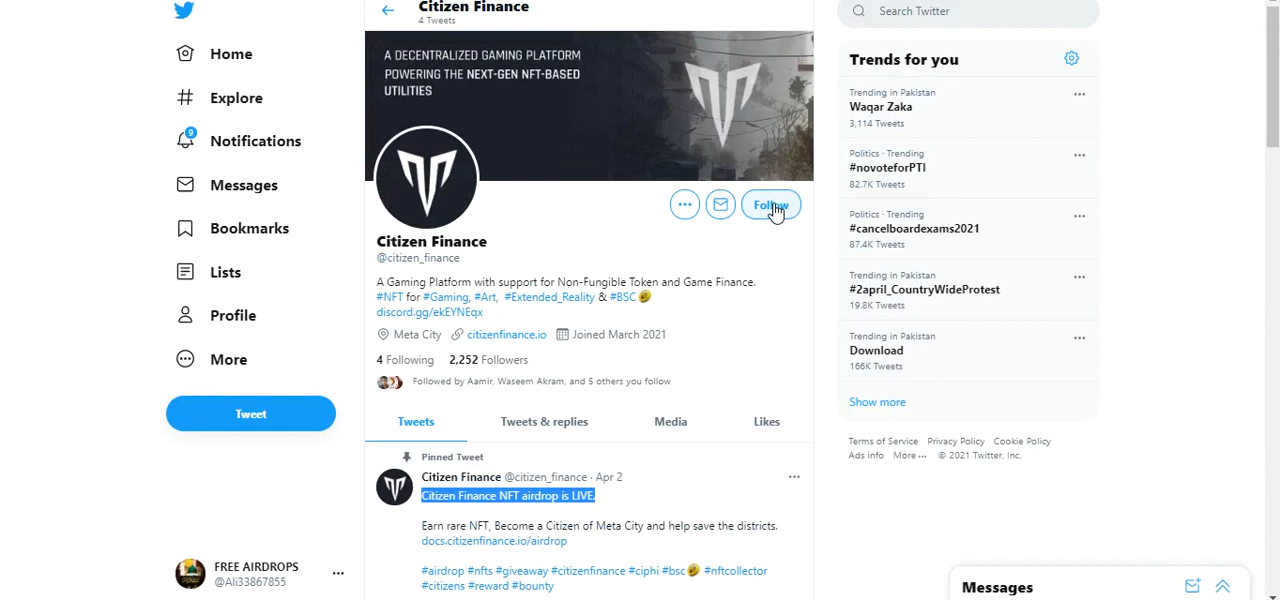 Home
Explore
9
Notifications
Messages
Bookmarks
Lists
Profile
More
Tweet
FREE AIRDROPS
@Ali33867855
Citizen Finance
4 Tweets
A DECENTRALIZED GAMING PLATFORM
POWERING THE NEXT-GEN NFT-BASED
UTILITIES
Follow
Citizen Finance
@citizen_finance
A Gaming Platform with support for Non-Fungible Token and Game Finance.
#NFT for #Gaming, #Art, #Extended_Reality & #BSC
discord.gg/ekEYNEqx
Meta City citizenfinance.io Joined March 2021
4 Following 2,252 Followers
Followed by Aamir, Waseem Akram, and 5 others you follow
Tweets Tweets & replies Media Likes
Pinned Tweet
Citizen Finance @citizen_finance · Apr 2
Citizen Finance NFT airdrop is LIVE.
Earn rare NFT, Become a Citizen of Meta City and help save the districts.
docs.citizenfinance.io/airdrop
#airdrop #nfts #giveaway #citizenfinance #ciphi #bsc #nftcollector
#citizens #reward #bounty
Search Twitter
Trends for you
Trending in Pakistan
Waqar Zaka
3,114 Tweets
Politics · Trending
#novoteforPTI
82.7K Tweets
Politics · Trending
#cancelboardexams2021
87.4K Tweets
Trending in Pakistan
#2april_CountryWideProtest
19.8K Tweets
Trending in Pakistan
Download
166K Tweets
Show more
Terms of Service Privacy Policy Cookie Policy
Ads info More ··· © 2021 Twitter, Inc.
Messages